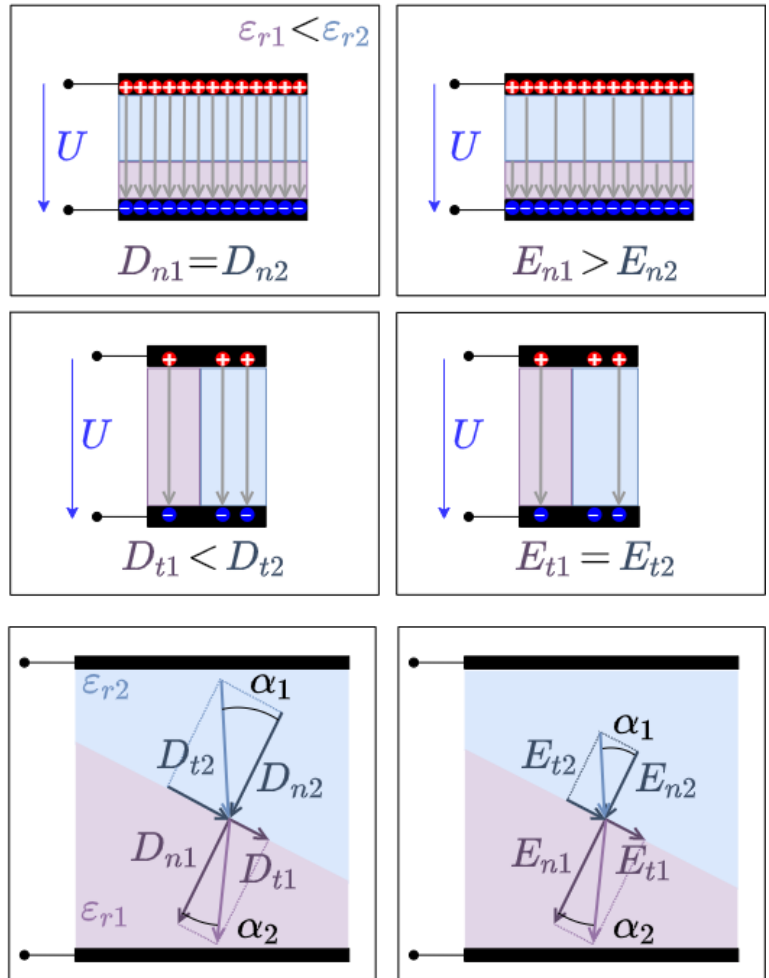 εr1 < εr2
U
Dn1 = Dn2
U
En1 > En2
U
Dt1 < Dt2
U
Et1 = Et2
εr2
α1
Dt2
Dn2
Dn1
Dt1
εr1
α2
α1
Et2
En2
En1
Et1
α2